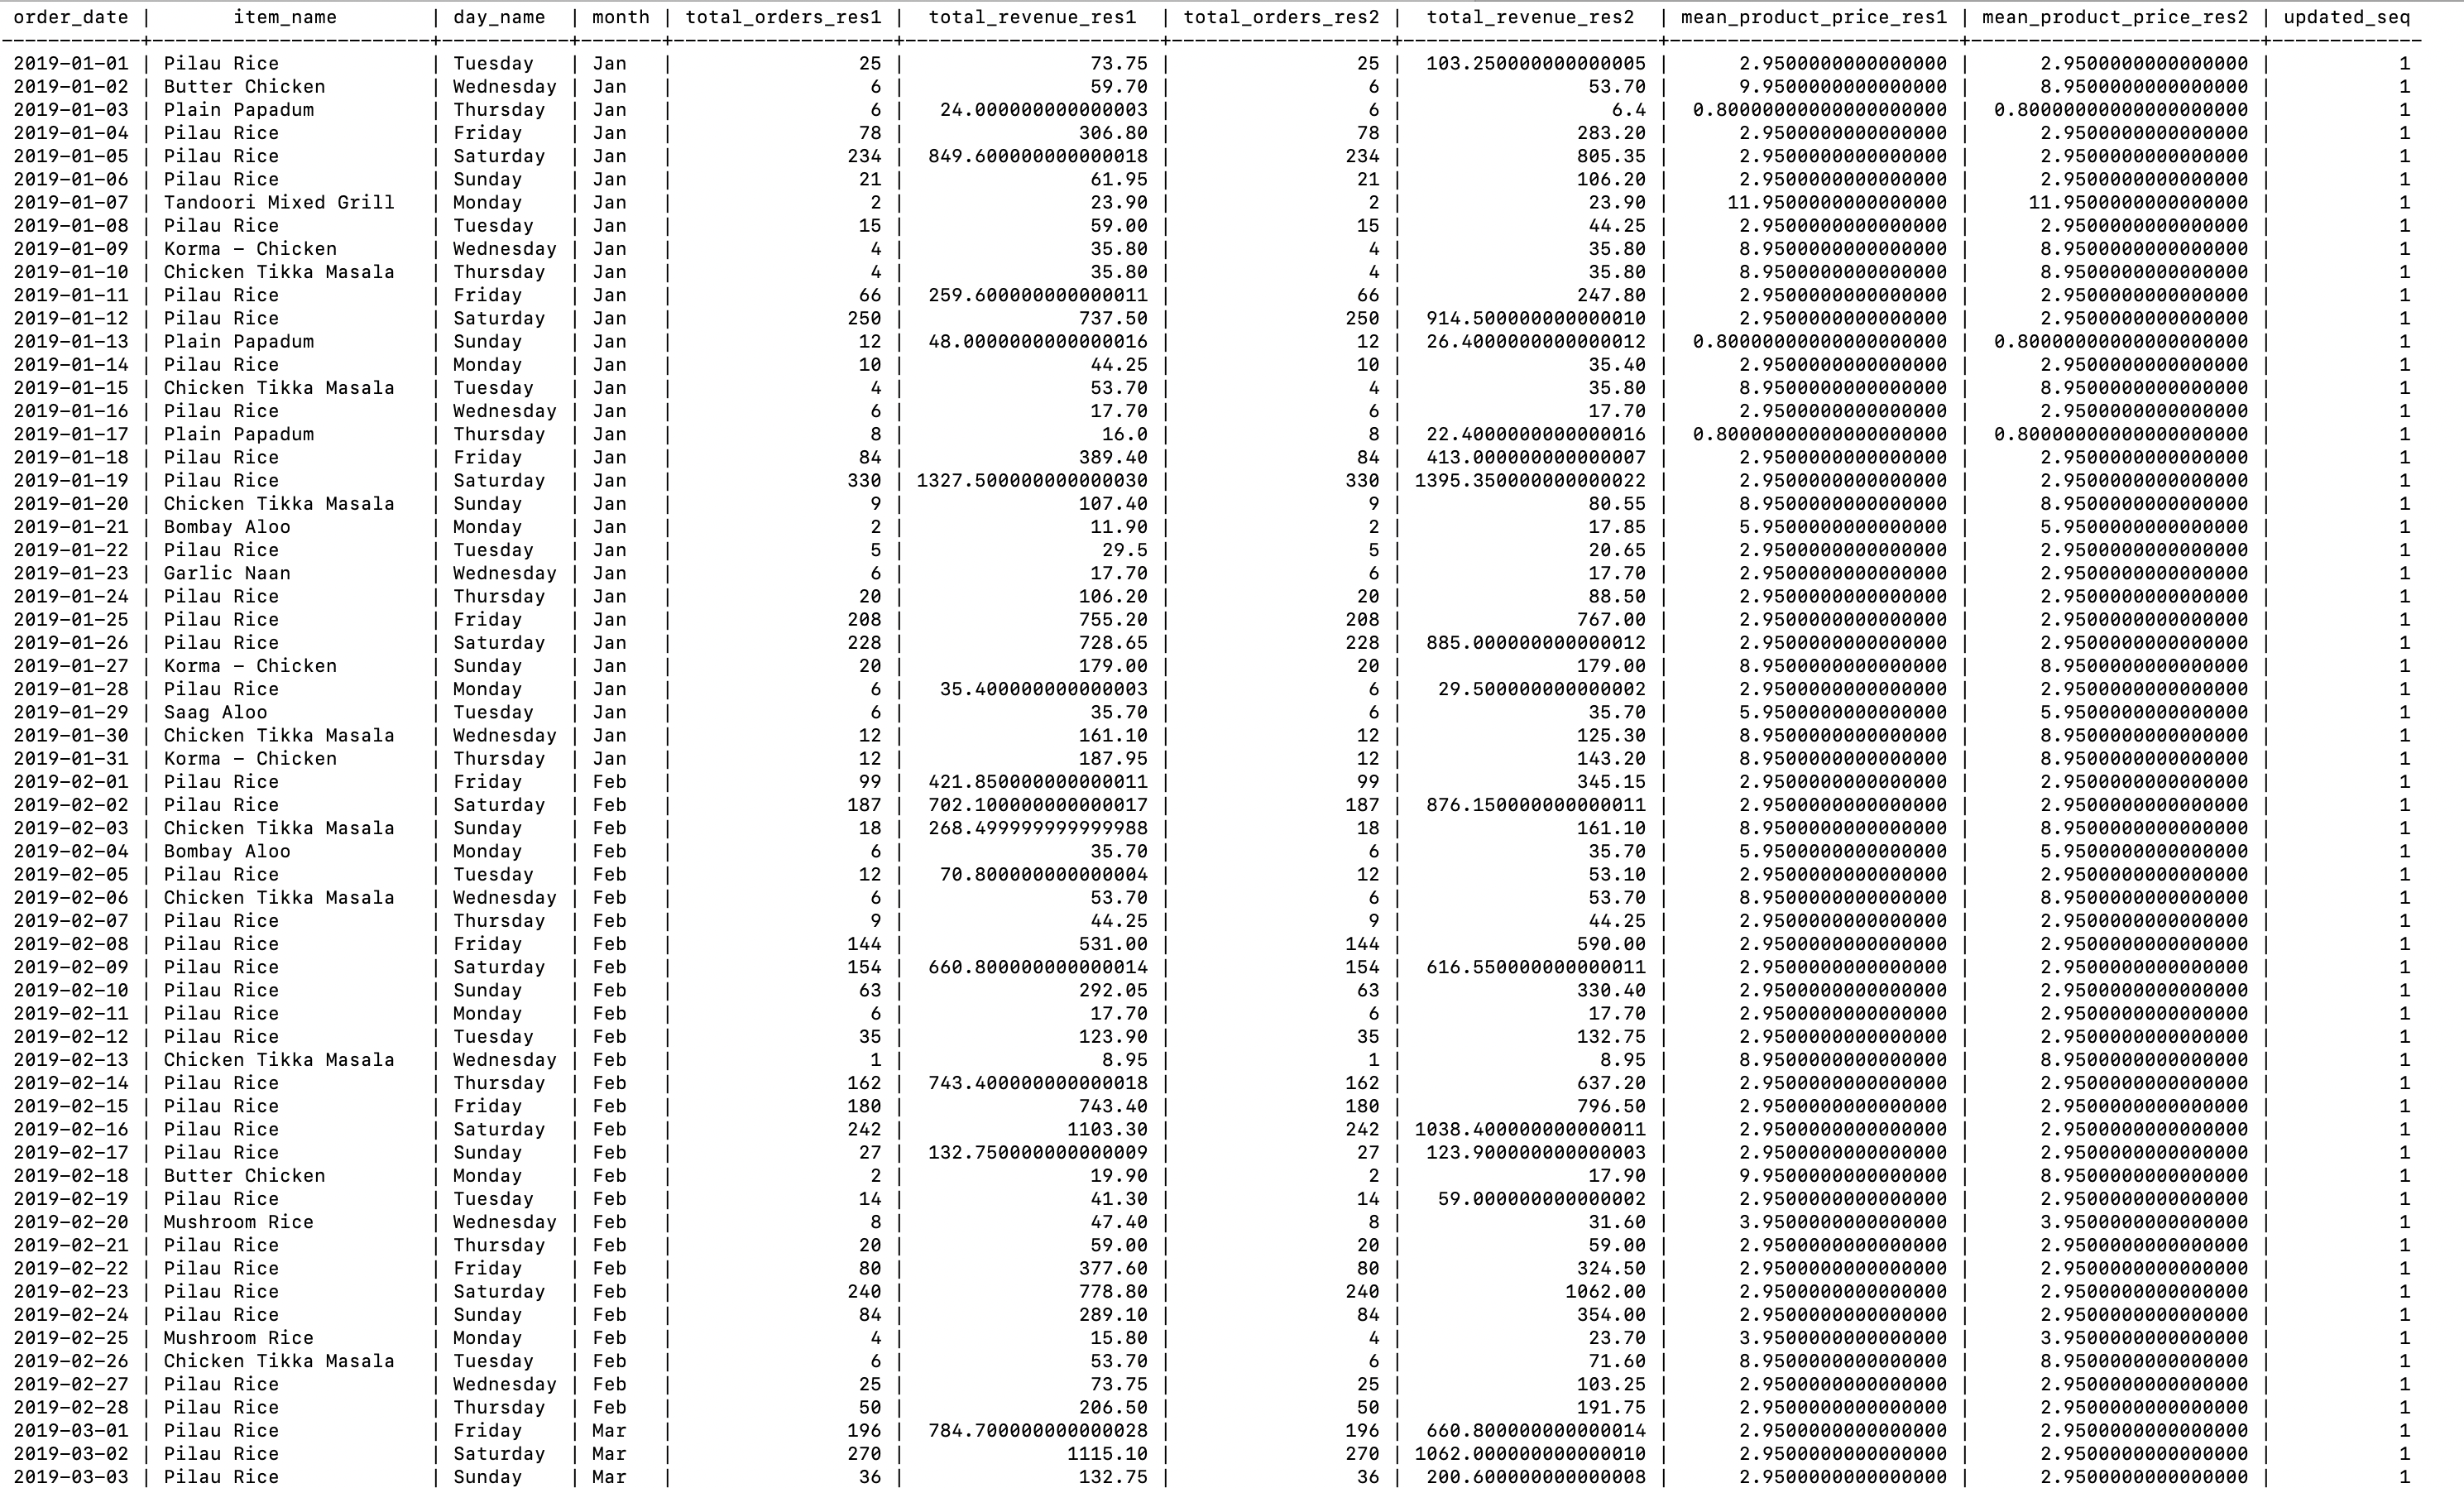 order_date | item_name | day_name | month | total_orders_res1 | total_revenue_res1 | total_orders_res2 | total_revenue_res2 | mean_product_price_res1 | mean_product_price_res2 | updated_seq
2019-01-01 | Pilau Rice | Tuesday | Jan | 25 | 73.75 | 25 | 103.250000000000005 | 2.9500000000000000 | 2.9500000000000000 | 1
2019-01-02 | Butter Chicken | Wednesday | Jan | 6 | 59.70 | 6 | 53.70 | 9.9500000000000000 | 8.9500000000000000 | 1
2019-01-03 | Plain Papadum | Thursday | Jan | 6 | 24.000000000000003 | 6 | 6.4 | 0.80000000000000000000 | 0.80000000000000000000 | 1
2019-01-04 | Pilau Rice | Friday | Jan | 78 | 306.80 | 78 | 283.20 | 2.9500000000000000 | 2.9500000000000000 | 1
2019-01-05 | Pilau Rice | Saturday | Jan | 234 | 849.600000000000018 | 234 | 805.35 | 2.9500000000000000 | 2.9500000000000000 | 1
2019-01-06 | Pilau Rice | Sunday | Jan | 21 | 61.95 | 21 | 106.20 | 2.9500000000000000 | 2.9500000000000000 | 1
2019-01-07 | Tandoori Mixed Grill | Monday | Jan | 2 | 23.90 | 2 | 23.90 | 11.9500000000000000 | 11.9500000000000000 | 1
2019-01-08 | Pilau Rice | Tuesday | Jan | 15 | 59.00 | 15 | 44.25 | 2.9500000000000000 | 2.9500000000000000 | 1
2019-01-09 | Korma - Chicken | Wednesday | Jan | 4 | 35.80 | 4 | 35.80 | 8.9500000000000000 | 8.9500000000000000 | 1
2019-01-10 | Chicken Tikka Masala | Thursday | Jan | 4 | 35.80 | 4 | 35.80 | 8.9500000000000000 | 8.9500000000000000 | 1
2019-01-11 | Pilau Rice | Friday | Jan | 66 | 259.600000000000011 | 66 | 247.80 | 2.9500000000000000 | 2.9500000000000000 | 1
2019-01-12 | Pilau Rice | Saturday | Jan | 250 | 737.50 | 250 | 914.500000000000010 | 2.9500000000000000 | 2.9500000000000000 | 1
2019-01-13 | Plain Papadum | Sunday | Jan | 12 | 48.0000000000000016 | 12 | 26.4000000000000012 | 0.80000000000000000000 | 0.80000000000000000000 | 1
2019-01-14 | Pilau Rice | Monday | Jan | 10 | 44.25 | 10 | 35.40 | 2.9500000000000000 | 2.9500000000000000 | 1
2019-01-15 | Chicken Tikka Masala | Tuesday | Jan | 4 | 53.70 | 4 | 35.80 | 8.9500000000000000 | 8.9500000000000000 | 1
2019-01-16 | Pilau Rice | Wednesday | Jan | 6 | 17.70 | 6 | 17.70 | 2.9500000000000000 | 2.9500000000000000 | 1
2019-01-17 | Plain Papadum | Thursday | Jan | 8 | 16.0 | 8 | 22.4000000000000016 | 0.80000000000000000000 | 0.80000000000000000000 | 1
2019-01-18 | Pilau Rice | Friday | Jan | 84 | 389.40 | 84 | 413.000000000000007 | 2.9500000000000000 | 2.9500000000000000 | 1
2019-01-19 | Pilau Rice | Saturday | Jan | 330 | 1327.500000000000030 | 330 | 1395.350000000000022 | 2.9500000000000000 | 2.9500000000000000 | 1
2019-01-20 | Chicken Tikka Masala | Sunday | Jan | 9 | 107.40 | 9 | 80.55 | 8.9500000000000000 | 8.9500000000000000 | 1
2019-01-21 | Bombay Aloo | Monday | Jan | 2 | 11.90 | 2 | 17.85 | 5.9500000000000000 | 5.9500000000000000 | 1
2019-01-22 | Pilau Rice | Tuesday | Jan | 5 | 29.5 | 5 | 20.65 | 2.9500000000000000 | 2.9500000000000000 | 1
2019-01-23 | Garlic Naan | Wednesday | Jan | 6 | 17.70 | 6 | 17.70 | 2.9500000000000000 | 2.9500000000000000 | 1
2019-01-24 | Pilau Rice | Thursday | Jan | 20 | 106.20 | 20 | 88.50 | 2.9500000000000000 | 2.9500000000000000 | 1
2019-01-25 | Pilau Rice | Friday | Jan | 208 | 755.20 | 208 | 767.00 | 2.9500000000000000 | 2.9500000000000000 | 1
2019-01-26 | Pilau Rice | Saturday | Jan | 228 | 728.65 | 228 | 885.000000000000012 | 2.9500000000000000 | 2.9500000000000000 | 1
2019-01-27 | Korma - Chicken | Sunday | Jan | 20 | 179.00 | 20 | 179.00 | 8.9500000000000000 | 8.9500000000000000 | 1
2019-01-28 | Pilau Rice | Monday | Jan | 6 | 35.400000000000003 | 6 | 29.500000000000002 | 2.9500000000000000 | 2.9500000000000000 | 1
2019-01-29 | Saag Aloo | Tuesday | Jan | 6 | 35.70 | 6 | 35.70 | 5.9500000000000000 | 5.9500000000000000 | 1
2019-01-30 | Chicken Tikka Masala | Wednesday | Jan | 12 | 161.10 | 12 | 125.30 | 8.9500000000000000 | 8.9500000000000000 | 1
2019-01-31 | Korma - Chicken | Thursday | Jan | 12 | 187.95 | 12 | 143.20 | 8.9500000000000000 | 8.9500000000000000 | 1
2019-02-01 | Pilau Rice | Friday | Feb | 99 | 421.850000000000011 | 99 | 345.15 | 2.9500000000000000 | 2.9500000000000000 | 1
2019-02-02 | Pilau Rice | Saturday | Feb | 187 | 702.100000000000017 | 187 | 876.150000000000011 | 2.9500000000000000 | 2.9500000000000000 | 1
2019-02-03 | Chicken Tikka Masala | Sunday | Feb | 18 | 268.499999999999988 | 18 | 161.10 | 8.9500000000000000 | 8.9500000000000000 | 1
2019-02-04 | Bombay Aloo | Monday | Feb | 6 | 35.70 | 6 | 35.70 | 5.9500000000000000 | 5.9500000000000000 | 1
2019-02-05 | Pilau Rice | Tuesday | Feb | 12 | 70.800000000000004 | 12 | 53.10 | 2.9500000000000000 | 2.9500000000000000 | 1
2019-02-06 | Chicken Tikka Masala | Wednesday | Feb | 6 | 53.70 | 6 | 53.70 | 8.9500000000000000 | 8.9500000000000000 | 1
2019-02-07 | Pilau Rice | Thursday | Feb | 9 | 44.25 | 9 | 44.25 | 2.9500000000000000 | 2.9500000000000000 | 1
2019-02-08 | Pilau Rice | Friday | Feb | 144 | 531.00 | 144 | 590.00 | 2.9500000000000000 | 2.9500000000000000 | 1
2019-02-09 | Pilau Rice | Saturday | Feb | 154 | 660.800000000000014 | 154 | 616.550000000000011 | 2.9500000000000000 | 2.9500000000000000 | 1
2019-02-10 | Pilau Rice | Sunday | Feb | 63 | 292.05 | 63 | 330.40 | 2.9500000000000000 | 2.9500000000000000 | 1
2019-02-11 | Pilau Rice | Monday | Feb | 6 | 17.70 | 6 | 17.70 | 2.9500000000000000 | 2.9500000000000000 | 1
2019-02-12 | Pilau Rice | Tuesday | Feb | 35 | 123.90 | 35 | 132.75 | 2.9500000000000000 | 2.9500000000000000 | 1
2019-02-13 | Chicken Tikka Masala | Wednesday | Feb | 1 | 8.95 | 1 | 8.95 | 8.9500000000000000 | 8.9500000000000000 | 1
2019-02-14 | Pilau Rice | Thursday | Feb | 162 | 743.400000000000018 | 162 | 637.20 | 2.9500000000000000 | 2.9500000000000000 | 1
2019-02-15 | Pilau Rice | Friday | Feb | 180 | 743.40 | 180 | 796.50 | 2.9500000000000000 | 2.9500000000000000 | 1
2019-02-16 | Pilau Rice | Saturday | Feb | 242 | 1103.30 | 242 | 1038.400000000000011 | 2.9500000000000000 | 2.9500000000000000 | 1
2019-02-17 | Pilau Rice | Sunday | Feb | 27 | 132.750000000000009 | 27 | 123.900000000000003 | 2.9500000000000000 | 2.9500000000000000 | 1
2019-02-18 | Butter Chicken | Monday | Feb | 2 | 19.90 | 2 | 17.90 | 9.9500000000000000 | 8.9500000000000000 | 1
2019-02-19 | Pilau Rice | Tuesday | Feb | 14 | 41.30 | 14 | 59.000000000000002 | 2.9500000000000000 | 2.9500000000000000 | 1
2019-02-20 | Mushroom Rice | Wednesday | Feb | 8 | 47.40 | 8 | 31.60 | 3.9500000000000000 | 3.9500000000000000 | 1
2019-02-21 | Pilau Rice | Thursday | Feb | 20 | 59.00 | 20 | 59.00 | 2.9500000000000000 | 2.9500000000000000 | 1
2019-02-22 | Pilau Rice | Friday | Feb | 80 | 377.60 | 80 | 324.50 | 2.9500000000000000 | 2.9500000000000000 | 1
2019-02-23 | Pilau Rice | Saturday | Feb | 240 | 778.80 | 240 | 1062.00 | 2.9500000000000000 | 2.9500000000000000 | 1
2019-02-24 | Pilau Rice | Sunday | Feb | 84 | 289.10 | 84 | 354.00 | 2.9500000000000000 | 2.9500000000000000 | 1
2019-02-25 | Mushroom Rice | Monday | Feb | 4 | 15.80 | 4 | 23.70 | 3.9500000000000000 | 3.9500000000000000 | 1
2019-02-26 | Chicken Tikka Masala | Tuesday | Feb | 6 | 53.70 | 6 | 71.60 | 8.9500000000000000 | 8.9500000000000000 | 1
2019-02-27 | Pilau Rice | Wednesday | Feb | 25 | 73.75 | 25 | 103.25 | 2.9500000000000000 | 2.9500000000000000 | 1
2019-02-28 | Pilau Rice | Thursday | Feb | 50 | 206.50 | 50 | 191.75 | 2.9500000000000000 | 2.9500000000000000 | 1
2019-03-01 | Pilau Rice | Friday | Mar | 196 | 784.700000000000028 | 196 | 660.800000000000014 | 2.9500000000000000 | 2.9500000000000000 | 1
2019-03-02 | Pilau Rice | Saturday | Mar | 270 | 1115.10 | 270 | 1062.000000000000010 | 2.9500000000000000 | 2.9500000000000000 | 1
2019-03-03 | Pilau Rice | Sunday | Mar | 36 | 132.75 | 36 | 200.600000000000008 | 2.9500000000000000 | 2.9500000000000000 | 1